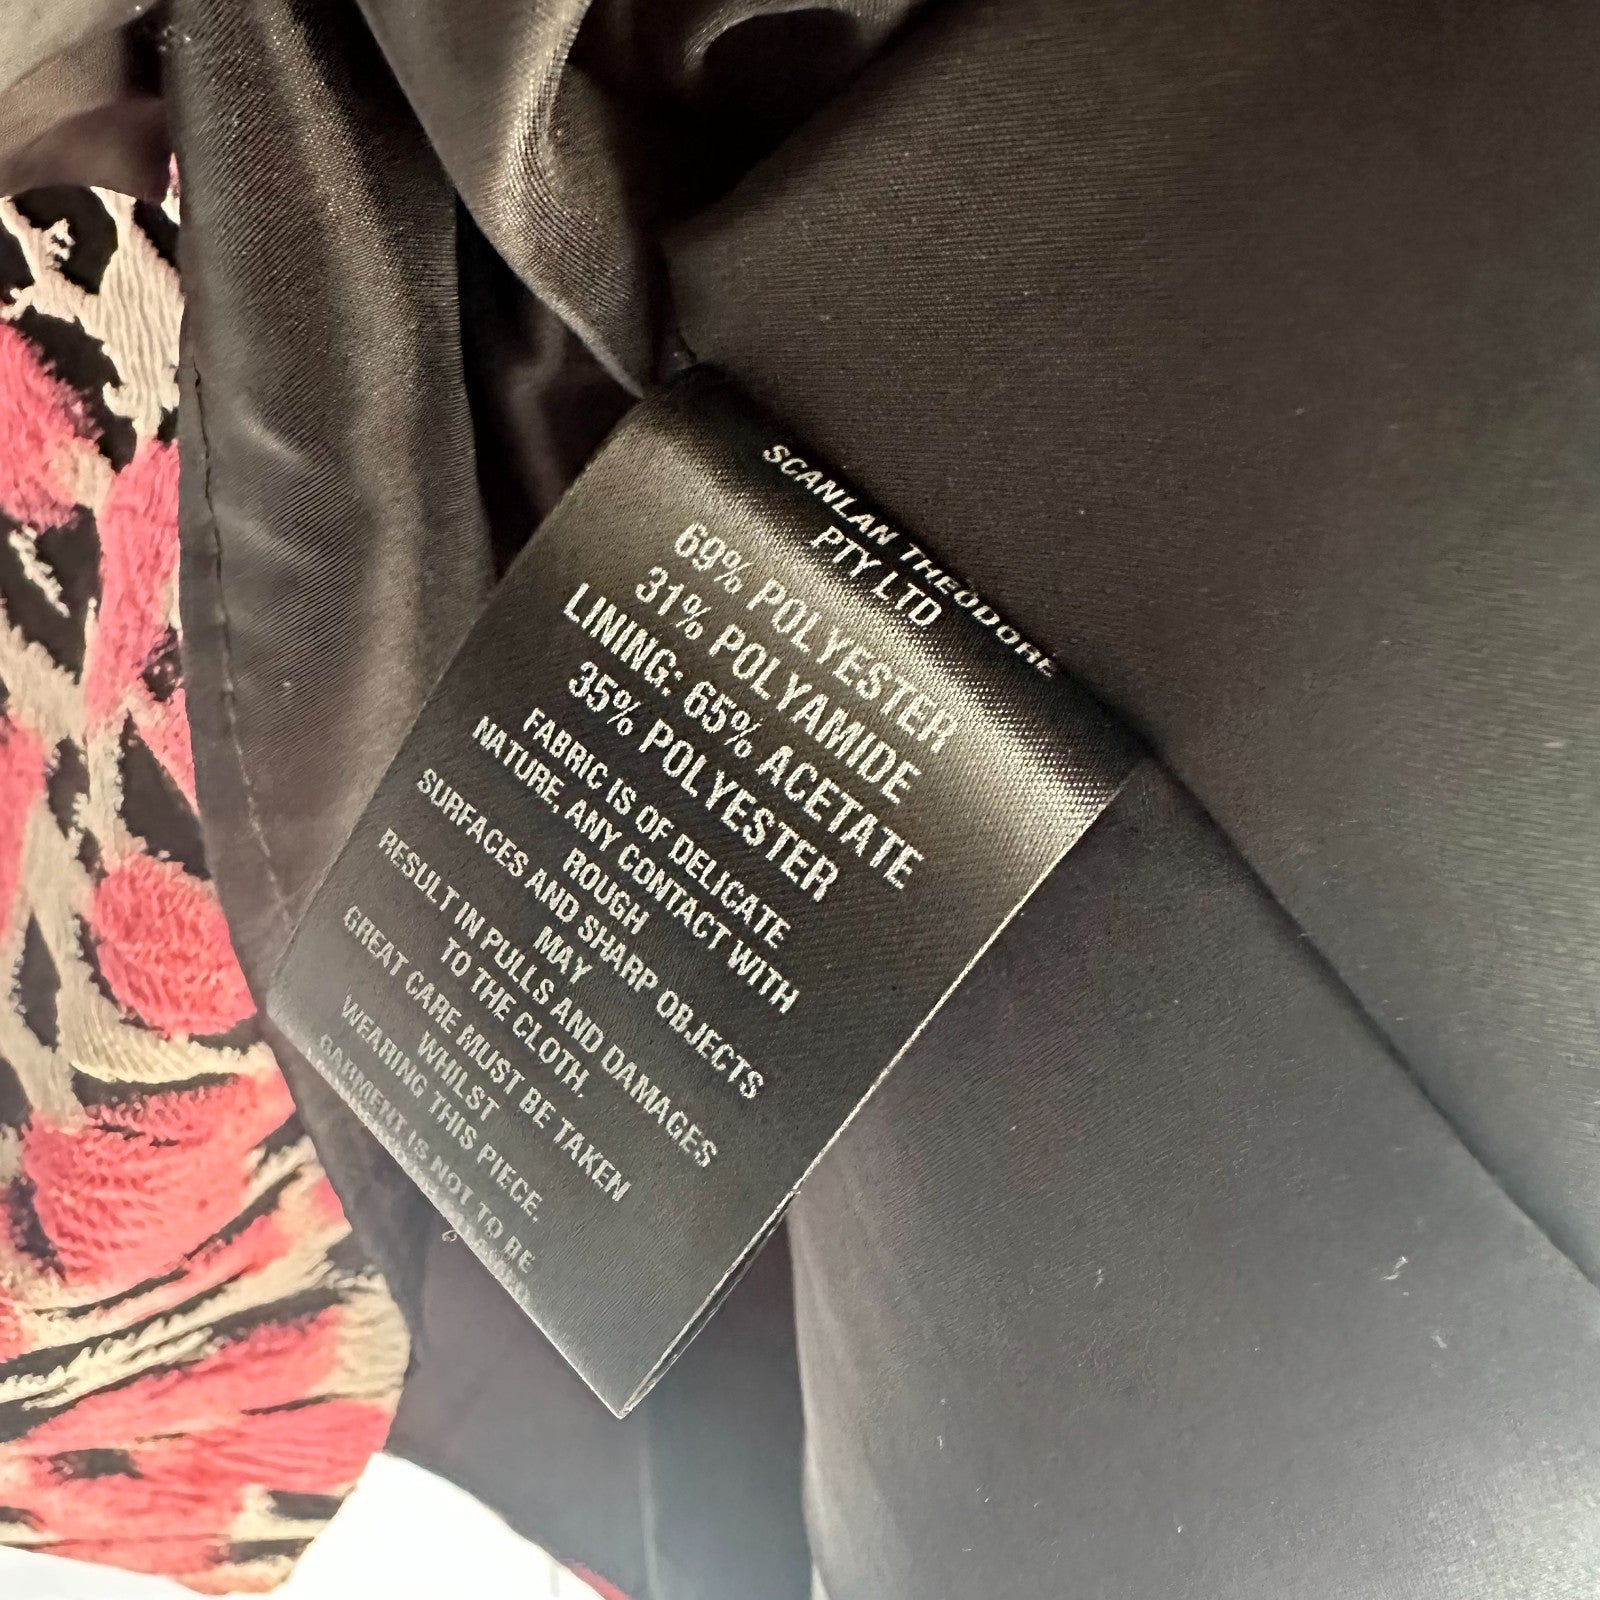 SCANLAN THEODORE
PTY LTD
69% POLYESTER
31% POLYAMIDE
LINING: 65% ACETATE
35% POLYESTER
FABRIC IS OF DELICATE
NATURE, ANY CONTACT WITH
ROUGH
SURFACES AND SHARP OBJECTS
MAY
RESULT IN PULLS AND DAMAGES
TO THE CLOTH.
GREAT CARE MUST BE TAKEN
WHILST
WEARING THIS PIECE.
GARMENT IS NOT TO BE